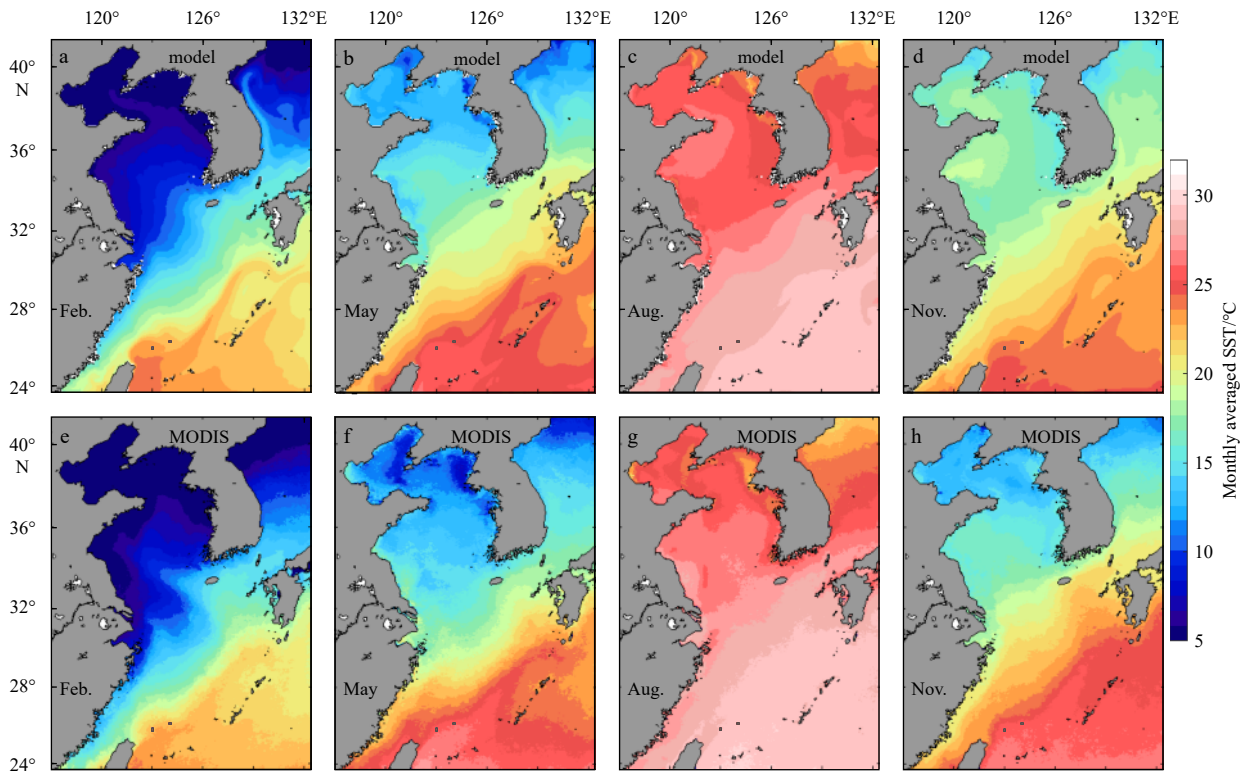 120° 126° 132°E 120° 126° 132°E 120° 126° 132°E 120° 126° 132°E
a model b model c model d model
40°
N
36°
32°
28°
Feb. May Aug. Nov.
24°
e MODIS f MODIS g MODIS h MODIS
40°
N
36°
32°
28°
Feb. May Aug. Nov.
24°
30
25
20
15
10
5
Monthly averaged SST/°C